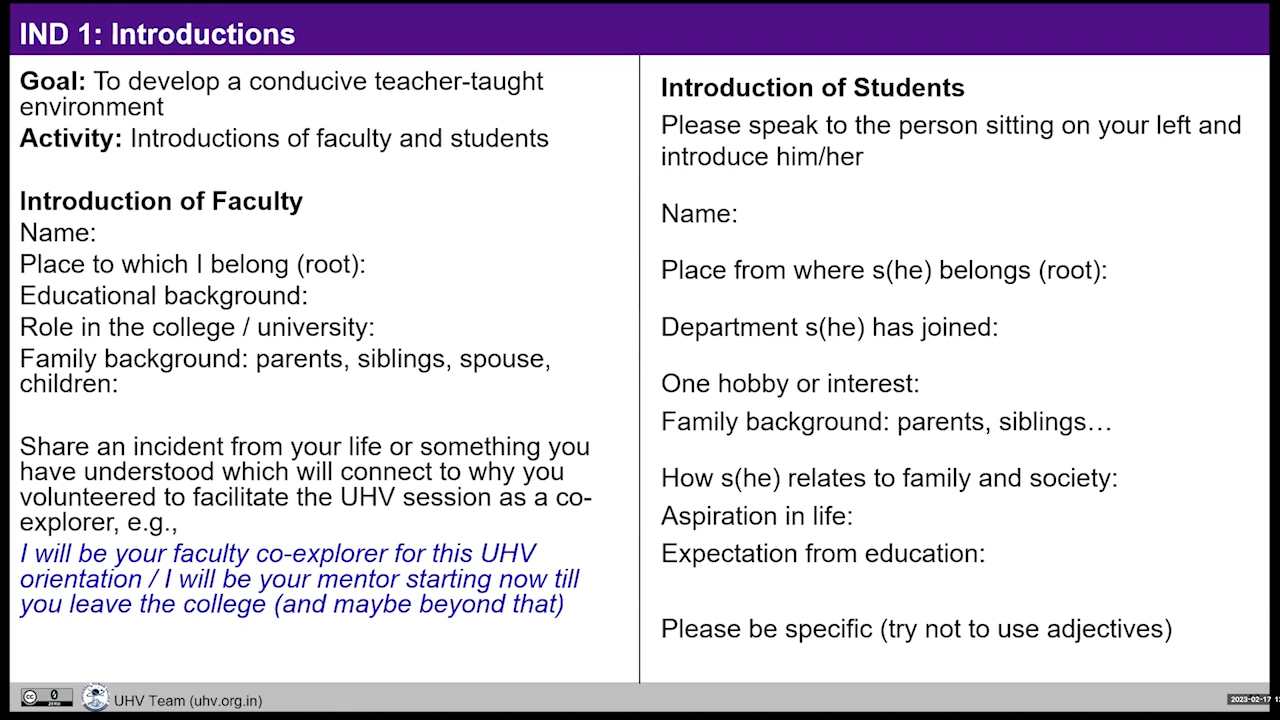 IND 1: Introductions
Goal: To develop a conducive teacher-taught
environment
Activity: Introductions of faculty and students
Introduction of Faculty
Name:
Place to which I belong (root):
Educational background:
Role in the college / university:
Family background: parents, siblings, spouse,
children:
Share an incident from your life or something you
have understood which will connect to why you
volunteered to facilitate the UHV session as a co-
explorer, e.g.,
I will be your faculty co-explorer for this UHV
orientation / I will be your mentor starting now till
you leave the college (and maybe beyond that)
Introduction of Students
Please speak to the person sitting on your left and
introduce him/her
Name:
Place from where s(he) belongs (root):
Department s(he) has joined:
One hobby or interest:
Family background: parents, siblings…
How s(he) relates to family and society:
Aspiration in life:
Expectation from education:
Please be specific (try not to use adjectives)
cc 0 ZERO
UHV Team (uhv.org.in)
2023-02-17